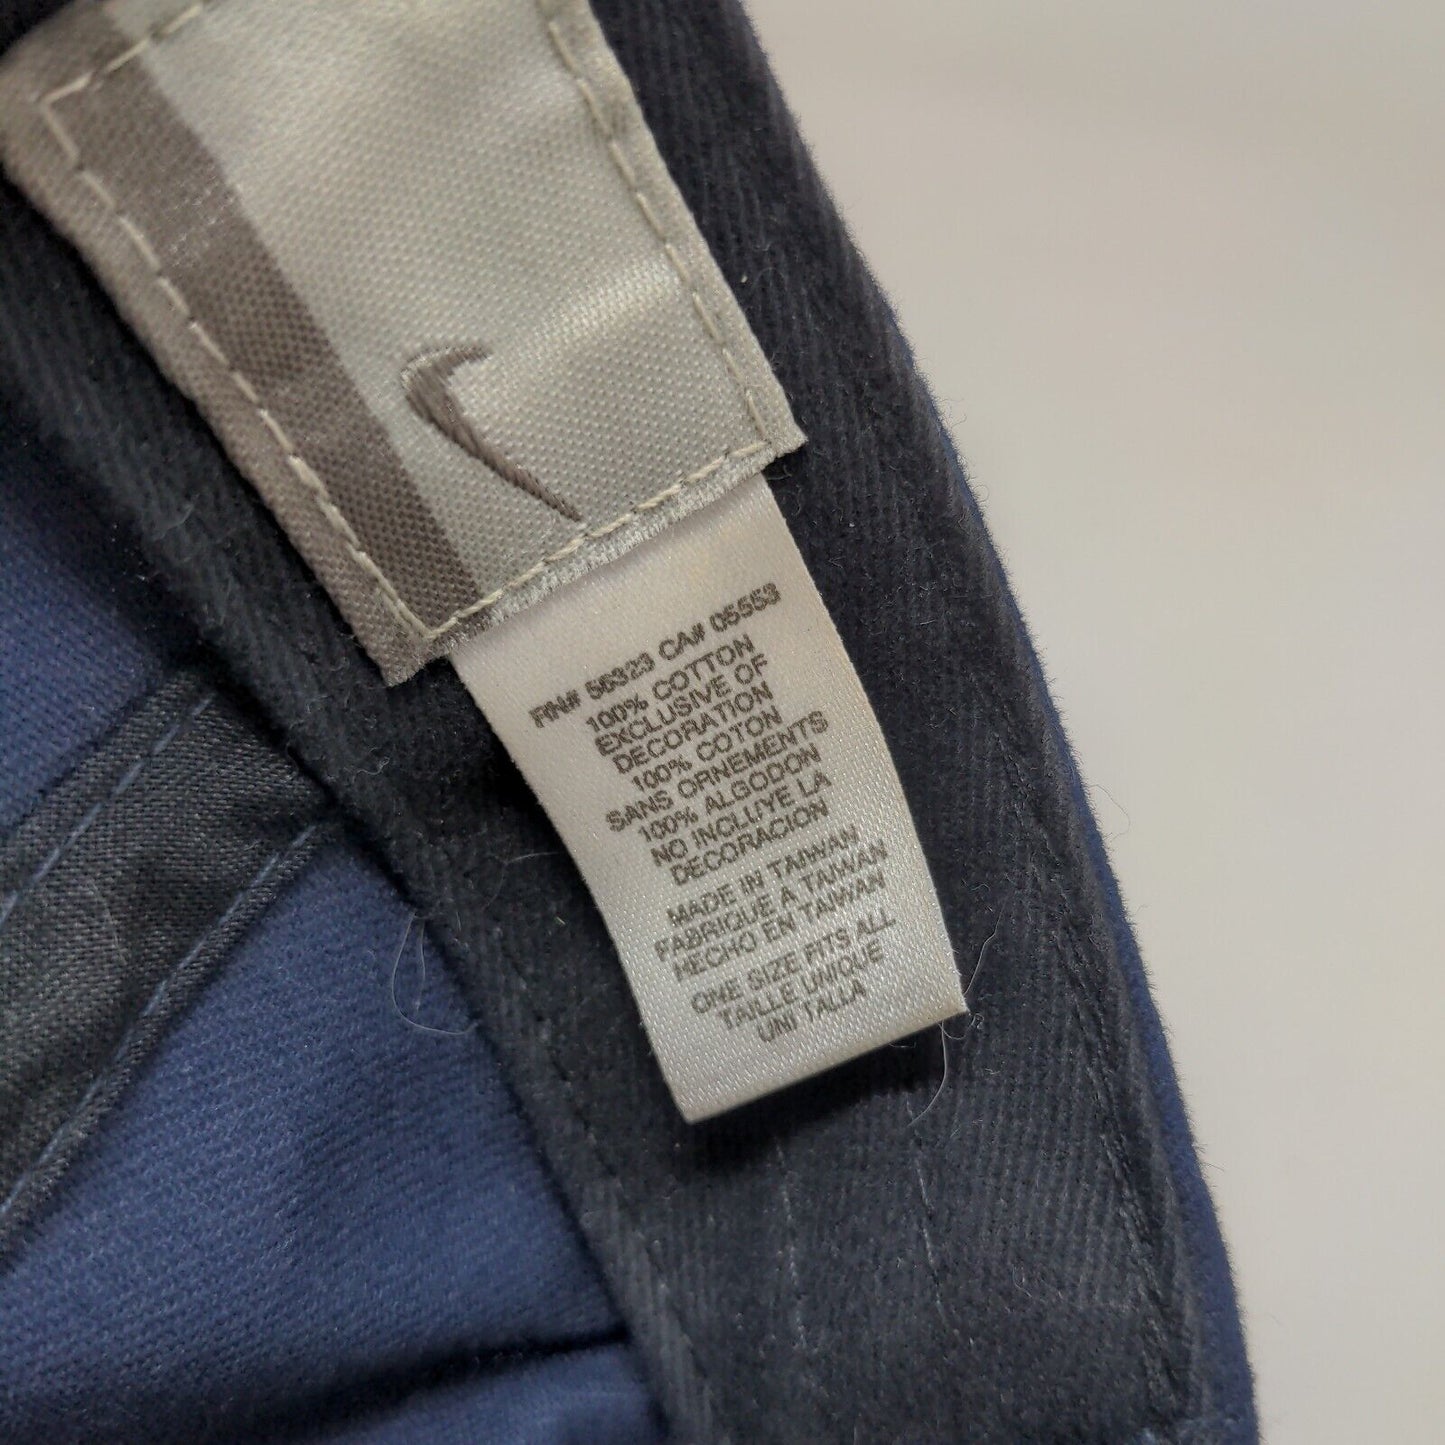 RN# 56323 CA# 05553
100% COTTON
EXCLUSIVE OF
DECORATION
100% COTON
SANS ORNEMENTS
100% ALGODON
NO INCLUYE LA
DECORACION
MADE IN TAIWAN
FABRIQUE A TAIWAN
HECHO EN TAIWAN
ONE SIZE FITS ALL
TAILLE UNIQUE
UNI TALLA